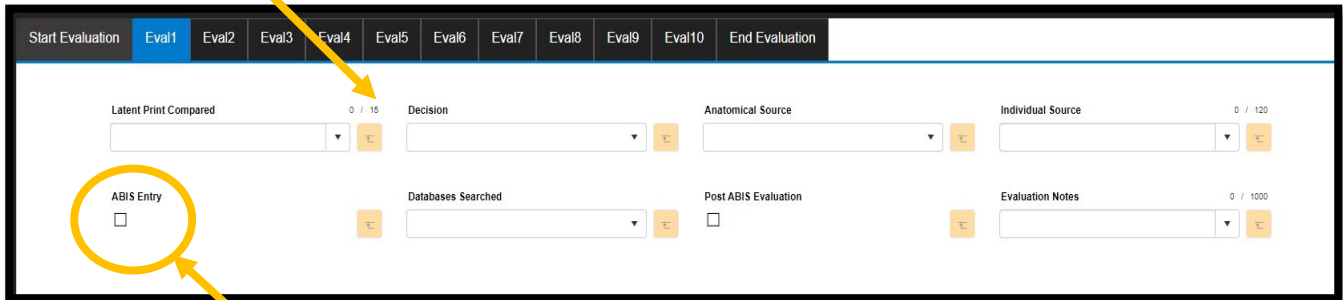 Start Evaluation Eval1 Eval2 Eval3 Eval4 Eval5 Eval6 Eval7 Eval8 Eval9 Eval10 End Evaluation
Latent Print Compared 0 / 15 Decision Anatomical Source Individual Source 0 / 120
ABIS Entry Databases Searched Post ABIS Evaluation Evaluation Notes 0 / 1000